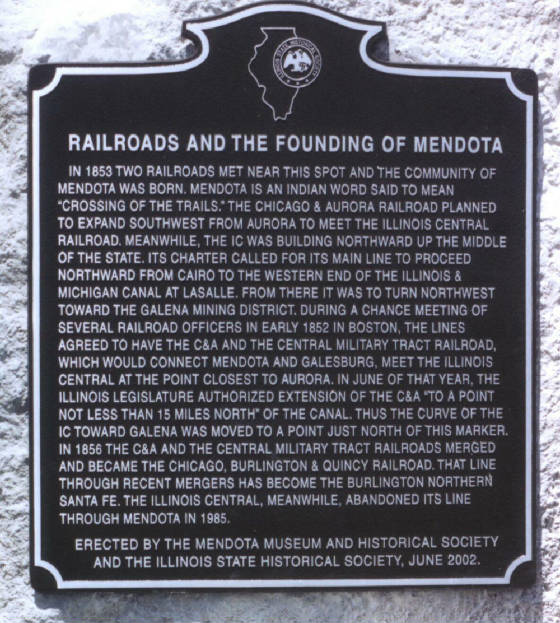 RAILROADS AND THE FOUNDING OF MENDOTA
IN 1853 TWO RAILROADS MET NEAR THIS SPOT AND THE COMMUNITY OF
MENDOTA WAS BORN. MENDOTA IS AN INDIAN WORD SAID TO MEAN
"CROSSING OF THE TRAILS." THE CHICAGO & AURORA RAILROAD PLANNED
TO EXPAND SOUTHWEST FROM AURORA TO MEET THE ILLINOIS CENTRAL
RAILROAD. MEANWHILE, THE IC WAS BUILDING NORTHWARD UP THE MIDDLE
OF THE STATE. ITS CHARTER CALLED FOR ITS MAIN LINE TO PROCEED
NORTHWARD FROM CAIRO TO THE WESTERN END OF THE ILLINOIS &
MICHIGAN CANAL AT LASALLE. FROM THERE IT WAS TO TURN NORTHWEST
TOWARD THE GALENA MINING DISTRICT. DURING A CHANCE MEETING OF
SEVERAL RAILROAD OFFICERS IN EARLY 1852 IN BOSTON, THE LINES
AGREED TO HAVE THE C&A AND THE CENTRAL MILITARY TRACT RAILROAD,
WHICH WOULD CONNECT MENDOTA AND GALESBURG, MEET THE ILLINOIS
CENTRAL AT THE POINT CLOSEST TO AURORA. IN JUNE OF THAT YEAR, THE
ILLINOIS LEGISLATURE AUTHORIZED EXTENSION OF THE C&A "TO A POINT
NOT LESS THAN 15 MILES NORTH" OF THE CANAL. THUS THE CURVE OF THE
IC TOWARD GALENA WAS MOVED TO A POINT JUST NORTH OF THIS MARKER.
IN 1856 THE C&A AND THE CENTRAL MILITARY TRACT RAILROADS MERGED
AND BECAME THE CHICAGO, BURLINGTON & QUINCY RAILROAD. THAT LINE
THROUGH RECENT MERGERS HAS BECOME THE BURLINGTON NORTHERN
SANTA FE. THE ILLINOIS CENTRAL, MEANWHILE, ABANDONED ITS LINE
THROUGH MENDOTA IN 1985.
ERECTED BY THE MENDOTA MUSEUM AND HISTORICAL SOCIETY
AND THE ILLINOIS STATE HISTORICAL SOCIETY, JUNE 2002.